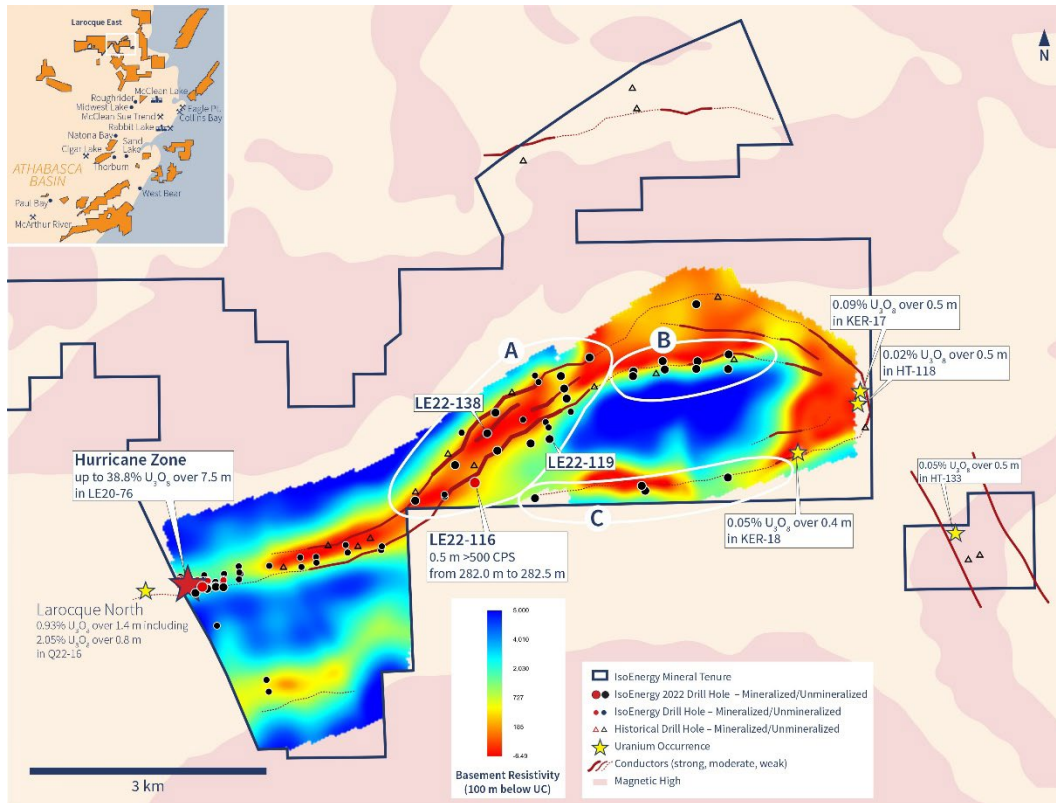 Larocque East
McClean Lake
Roughrider
Midwest Lake
McClean Sue Trend
Eagle Pt.
Collins Bay
Rabbit Lake
Natona Bay
Sand
Lake
Cigar Lake
Thorburn
ATHABASCA
BASIN
West Bear
Paul Bay
McArthur River
N
A
B
C
0.09% U₃O₈ over 0.5 m
in KER-17
0.02% U₃O₈ over 0.5 m
in HT-118
LE22-138
LE22-119
Hurricane Zone
up to 38.8% U₃O₈ over 7.5 m
in LE20-76
0.05% U₃O₈ over 0.5 m
in HT-133
0.05% U₃O₈ over 0.4 m
in KER-18
LE22-116
0.5 m >500 CPS
from 282.0 m to 282.5 m
Larocque North
0.93% U₃O₈ over 1.4 m including
2.05% U₃O₈ over 0.8 m
in Q22-16
5.000
4.010
2.030
727
185
-6.49
Basement Resistivity
(100 m below UC)
IsoEnergy Mineral Tenure
IsoEnergy 2022 Drill Hole – Mineralized/Unmineralized
IsoEnergy Drill Hole – Mineralized/Unmineralized
Historical Drill Hole – Mineralized/Unmineralized
Uranium Occurrence
Conductors (strong, moderate, weak)
Magnetic High
3 km